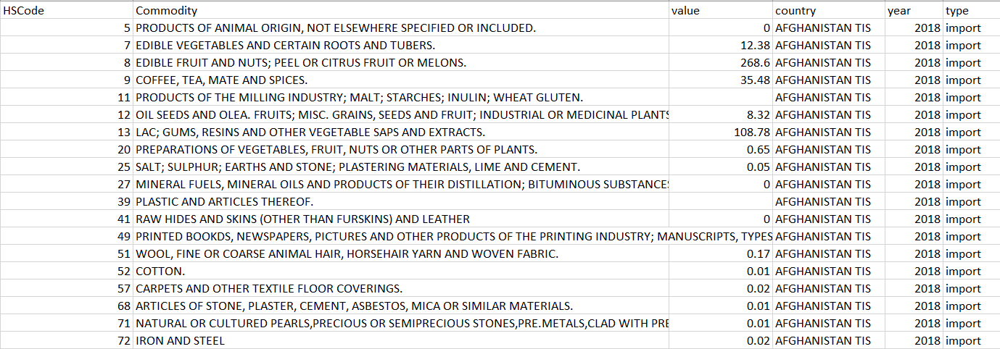 HSCode Commodity value country year type
5 PRODUCTS OF ANIMAL ORIGIN, NOT ELSEWHERE SPECIFIED OR INCLUDED. 0 AFGHANISTAN TIS 2018 import
7 EDIBLE VEGETABLES AND CERTAIN ROOTS AND TUBERS. 12.38 AFGHANISTAN TIS 2018 import
8 EDIBLE FRUIT AND NUTS; PEEL OR CITRUS FRUIT OR MELONS. 268.6 AFGHANISTAN TIS 2018 import
9 COFFEE, TEA, MATE AND SPICES. 35.48 AFGHANISTAN TIS 2018 import
11 PRODUCTS OF THE MILLING INDUSTRY; MALT; STARCHES; INULIN; WHEAT GLUTEN. AFGHANISTAN TIS 2018 import
12 OIL SEEDS AND OLEA. FRUITS; MISC. GRAINS, SEEDS AND FRUIT; INDUSTRIAL OR MEDICINAL PLANTS 8.32 AFGHANISTAN TIS 2018 import
13 LAC; GUMS, RESINS AND OTHER VEGETABLE SAPS AND EXTRACTS. 108.78 AFGHANISTAN TIS 2018 import
20 PREPARATIONS OF VEGETABLES, FRUIT, NUTS OR OTHER PARTS OF PLANTS. 0.65 AFGHANISTAN TIS 2018 import
25 SALT; SULPHUR; EARTHS AND STONE; PLASTERING MATERIALS, LIME AND CEMENT. 0.05 AFGHANISTAN TIS 2018 import
27 MINERAL FUELS, MINERAL OILS AND PRODUCTS OF THEIR DISTILLATION; BITUMINOUS SUBSTANCES 0 AFGHANISTAN TIS 2018 import
39 PLASTIC AND ARTICLES THEREOF. AFGHANISTAN TIS 2018 import
41 RAW HIDES AND SKINS (OTHER THAN FURSKINS) AND LEATHER 0 AFGHANISTAN TIS 2018 import
49 PRINTED BOOKDS, NEWSPAPERS, PICTURES AND OTHER PRODUCTS OF THE PRINTING INDUSTRY; MANUSCRIPTS, TYPES AFGHANISTAN TIS 2018 import
51 WOOL, FINE OR COARSE ANIMAL HAIR, HORSEHAIR YARN AND WOVEN FABRIC. 0.17 AFGHANISTAN TIS 2018 import
52 COTTON. 0.01 AFGHANISTAN TIS 2018 import
57 CARPETS AND OTHER TEXTILE FLOOR COVERINGS. 0.02 AFGHANISTAN TIS 2018 import
68 ARTICLES OF STONE, PLASTER, CEMENT, ASBESTOS, MICA OR SIMILAR MATERIALS. 0.01 AFGHANISTAN TIS 2018 import
71 NATURAL OR CULTURED PEARLS,PRECIOUS OR SEMIPRECIOUS STONES,PRE.METALS,CLAD WITH PRE 0.01 AFGHANISTAN TIS 2018 import
72 IRON AND STEEL 0.02 AFGHANISTAN TIS 2018 import